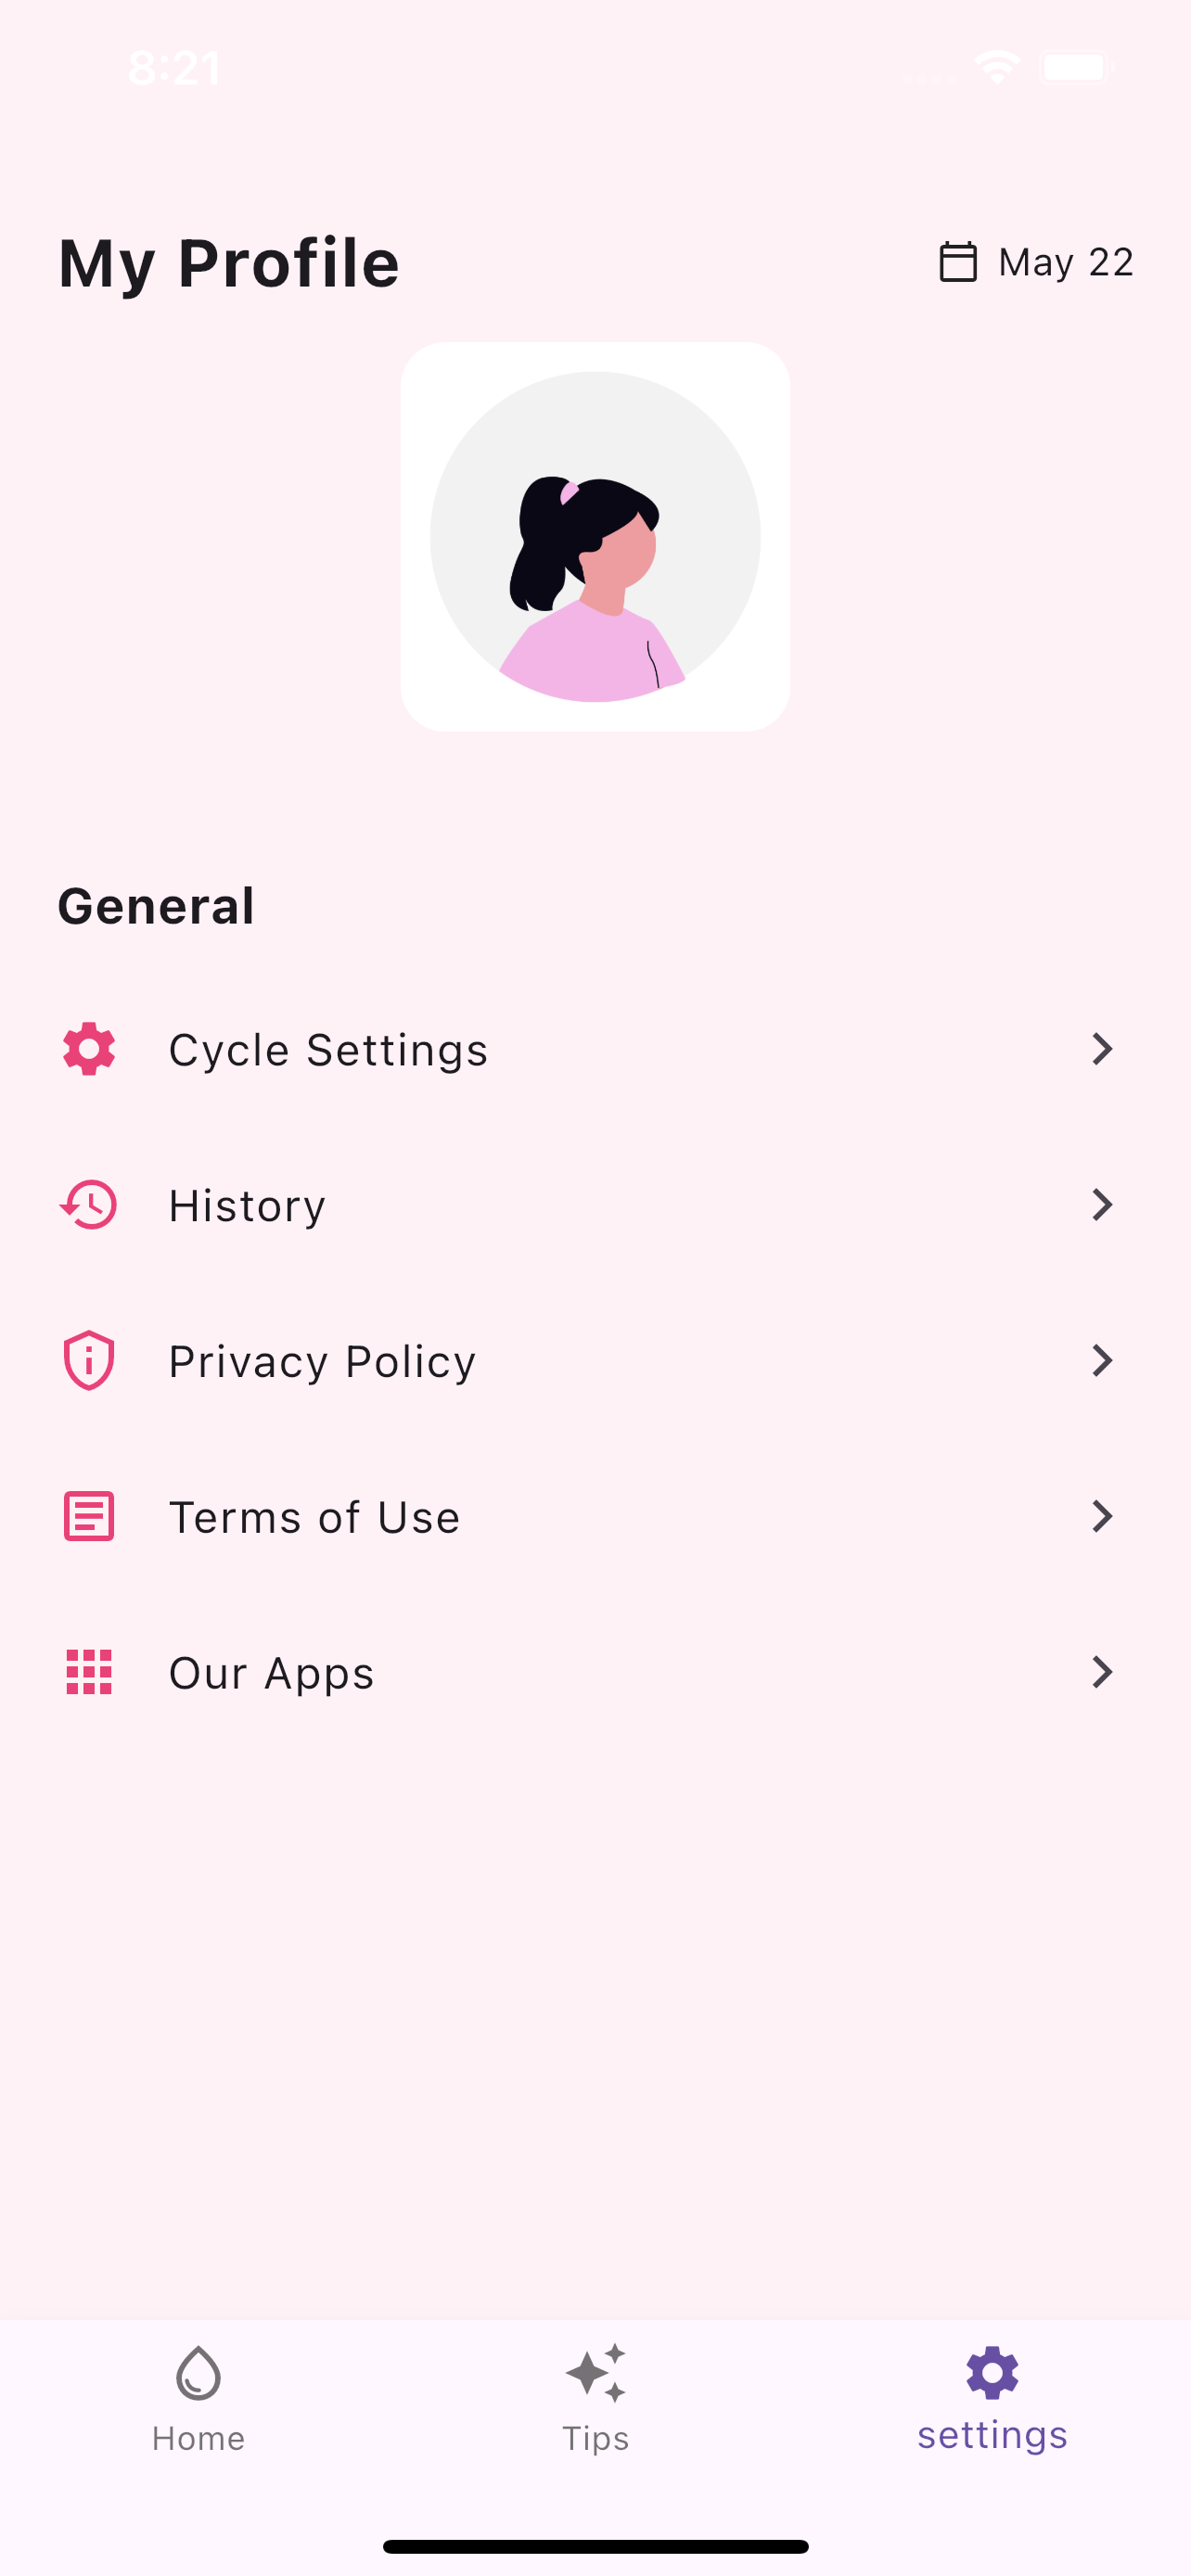 8:21
My Profile
May 22
General
Cycle Settings
History
Privacy Policy
Terms of Use
Our Apps
Home
Tips
settings